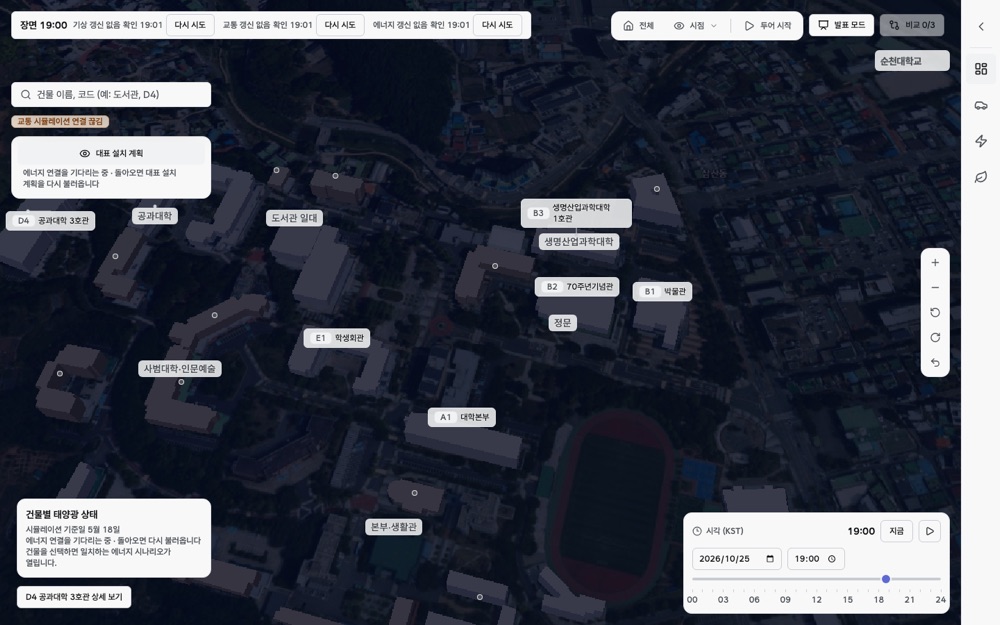 장면 19:00 기상 갱신 없음 확인 19:01 다시 시도 교통 갱신 없음 확인 19:01 다시 시도 에너지 갱신 없음 확인 19:01 다시 시도
전체 시점 투어 시작 발표 모드 비교 0/3
순천대학교
건물 이름, 코드 (예: 도서관, D4)
교통 시뮬레이션 연결 끊김
대표 설치 계획
에너지 연결을 기다리는 중 · 돌아오면 대표 설치
계획을 다시 불러옵니다
D4 공과대학 3호관
공과대학
도서관 일대
B3 생명산업과학대학
1호관
생명산업과학대학
B2 70주년기념관
B1 박물관
정문
E1 학생회관
사범대학·인문예술
A1 대학본부
본부·생활관
건물별 태양광 상태
시뮬레이션 기준일 5월 18일
에너지 연결을 기다리는 중 · 돌아오면 다시 불러옵니다
건물을 선택하면 일치하는 에너지 시나리오가
열립니다.
D4 공과대학 3호관 상세 보기
시각 (KST) 19:00 지금
2026/10/25 19:00
00 03 06 09 12 15 18 21 24